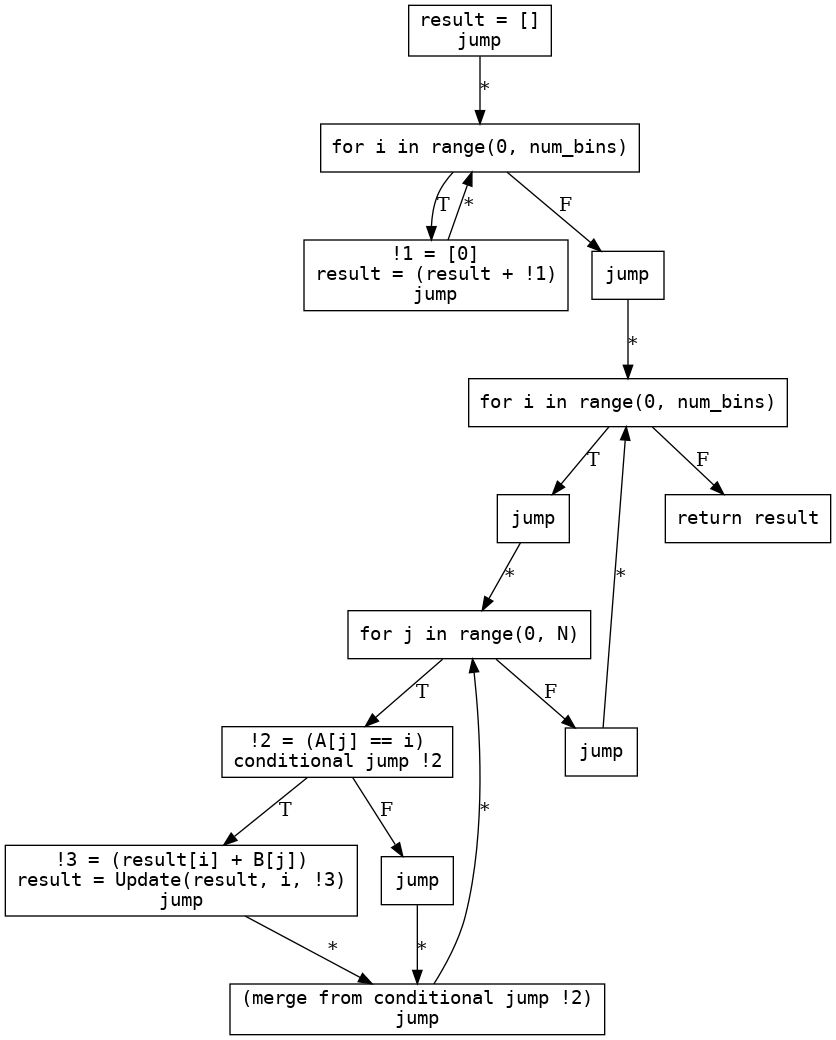 result = []
jump
*
for i in range(0, num_bins)
T
*
F
!1 = [0]
result = (result + !1)
jump
jump
*
for i in range(0, num_bins)
T
F
jump
return result
*
*
for j in range(0, N)
T
F
!2 = (A[j] == i)
conditional jump !2
jump
T
F
*
!3 = (result[i] + B[j])
result = Update(result, i, !3)
jump
jump
*
*
(merge from conditional jump !2)
jump